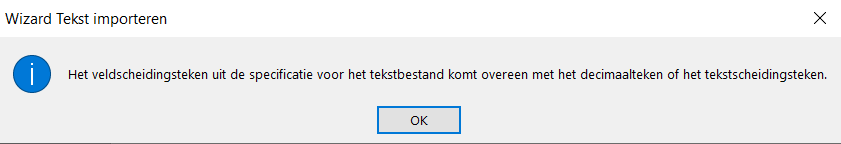 Wizard Tekst importeren
Het veldscheidingsteken uit de specificatie voor het tekstbestand komt overeen met het decimaalteken of het tekstscheidingsteken.
OK